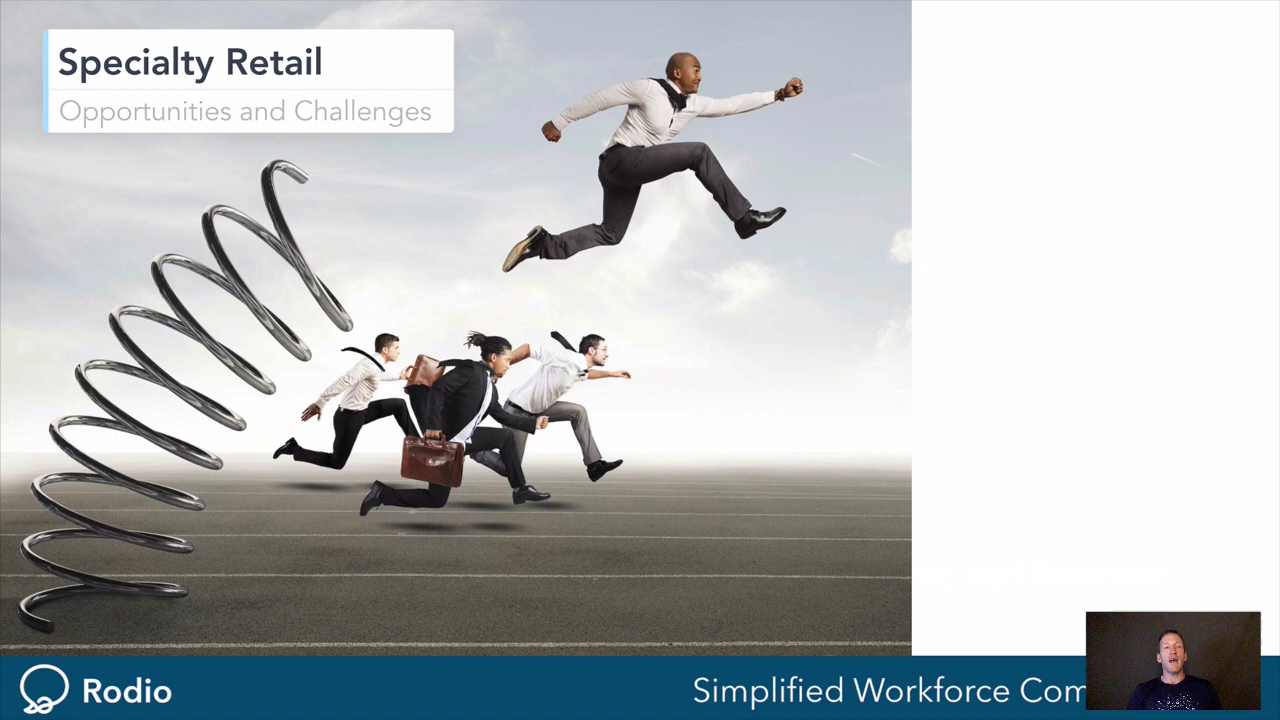 Specialty Retail
Opportunities and Challenges
Rodio
Simplified Workforce Com